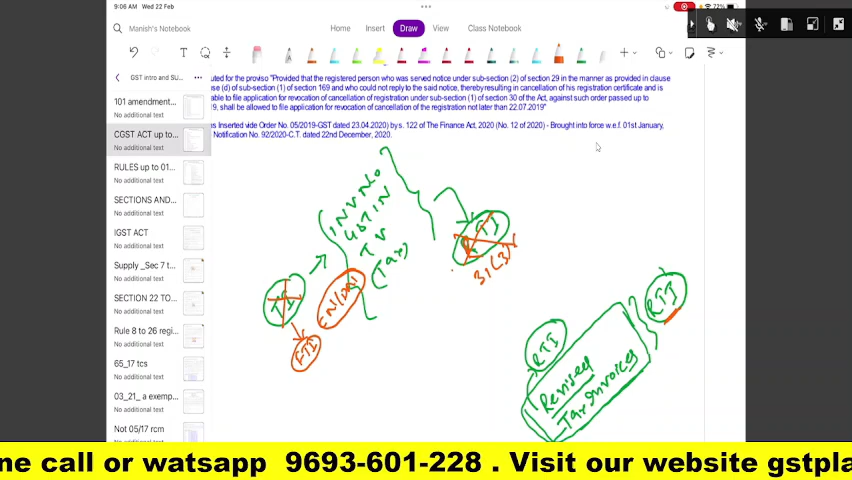 9:06 AM Wed 22 Feb
72%
Manish's Notebook
Home
Insert
Draw
View
Class Notebook
GST intro and SU...
101 amendment...
No additional text
CGST ACT up to...
No additional text
RULES up to 01...
No additional text
SECTIONS AND...
No additional text
IGST ACT
No additional text
Supply _Sec 7 t...
No additional text
SECTION 22 TO...
No additional text
Rule 8 to 26 regi...
No additional text
65_17 tcs
No additional text
03_21_ a exemp...
No additional text
Not 05/17 rcm
No additional text
uted for the proviso "Provided that the registered person who was served notice under sub-section (2) of section 29 in the manner as provided in clause
use (d) of sub-section (1) of section 169 and who could not reply to the said notice, thereby resulting in cancellation of his registration certificate and is
able to file application for revocation of cancellation of registration under sub-section (1) of section 30 of the Act, against such order passed up to
9, shall be allowed to file application for revocation of cancellation of the registration not later than 22.07.2019"
ns Inserted vide Order No. 05/2019-GST dated 23.04.2020) by s. 122 of The Finance Act, 2020 (No. 12 of 2020) - Brought into force w.e.f. 01st January,
Notification No. 92/2020-C.T. dated 22nd December, 2020.
INV No
GSTIN
TV
(Tax)
TI
RTI
31(3)
RTI
RTI
Revised
Tax Invoices
ne call or watsapp 9693-601-228 . Visit our website gstpla